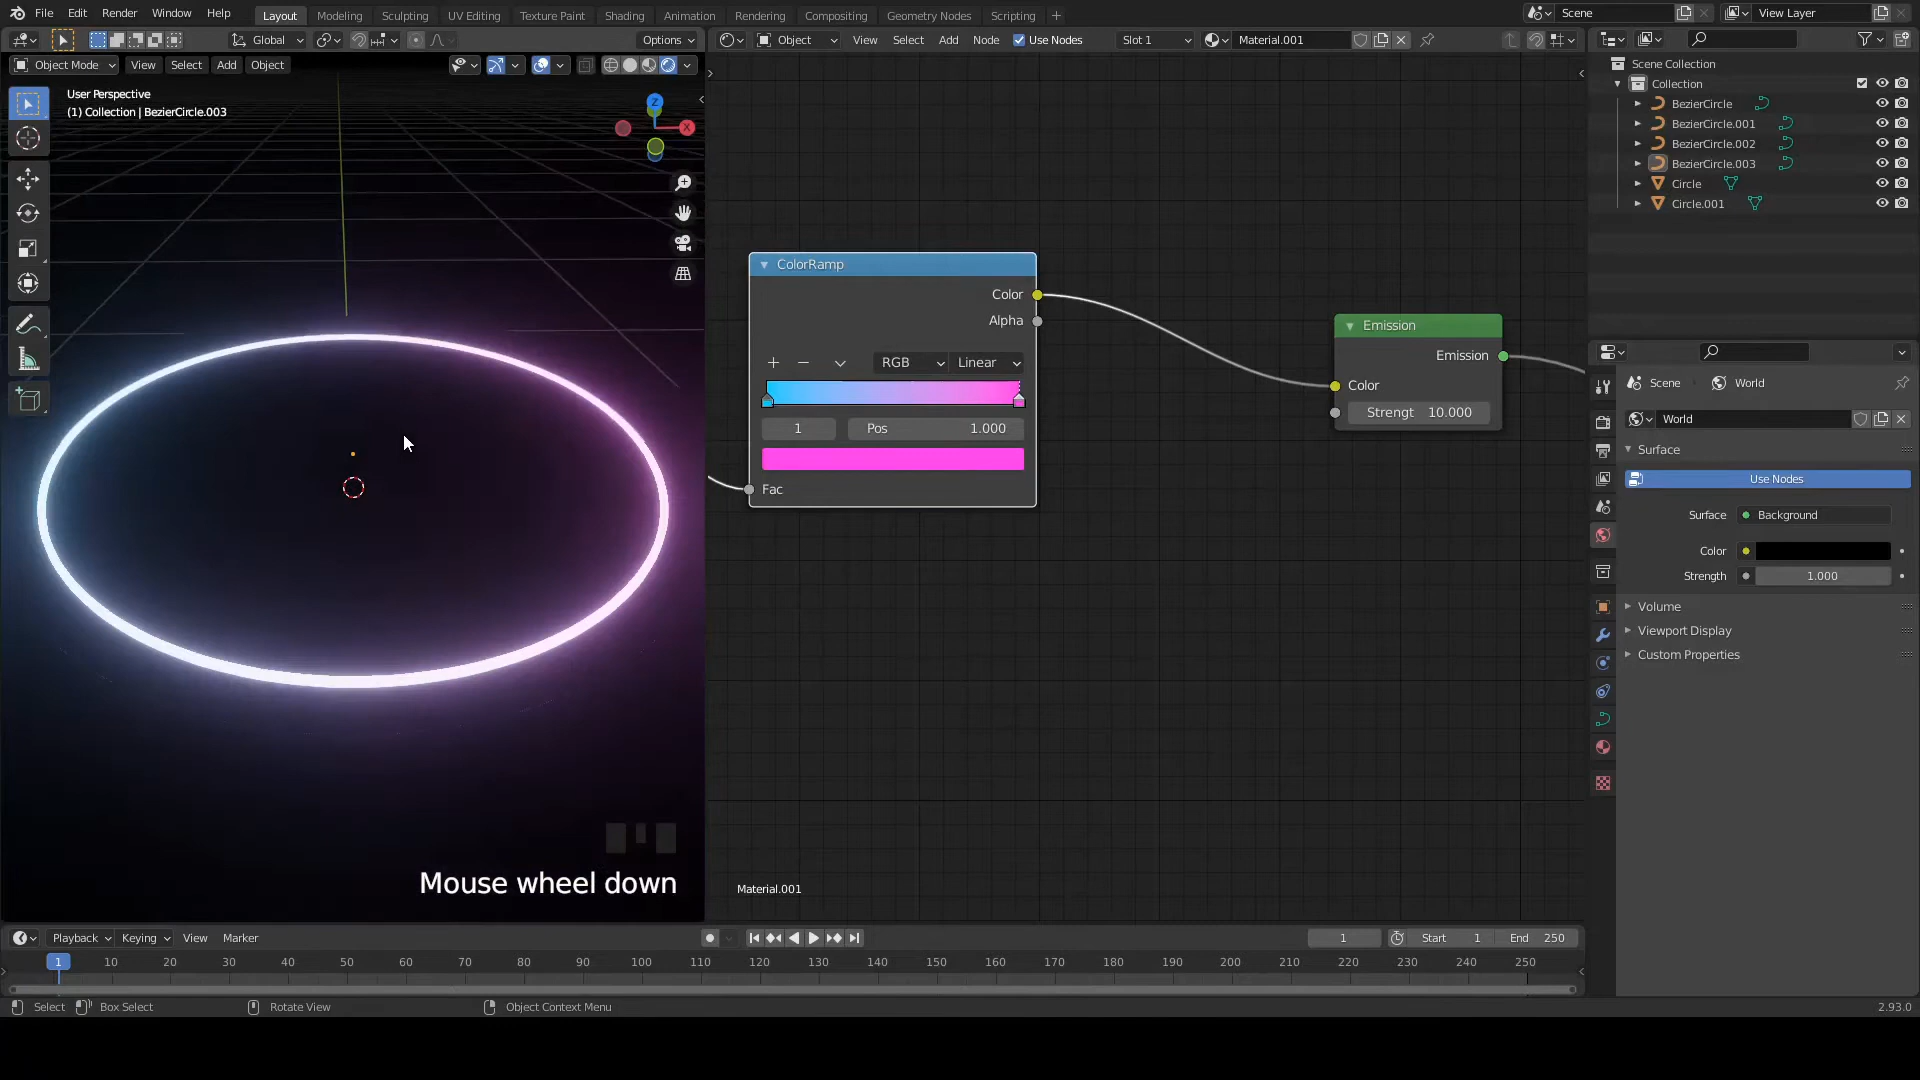 File Edit Render Window Help Layout Modeling Sculpting UV Editing Texture Paint Shading Animation Rendering Compositing Geometry Nodes Scripting + Scene View Layer
Global Options Object View Select Add Node Use Nodes Slot 1 Material.001
Object Mode View Select Add Object
User Perspective
(1) Collection | BezierCircle.003
Z
X
ColorRamp
Color
Alpha
RGB Linear
1 Pos 1.000
Fac
Emission
Emission
Color
Strengt 10.000
Mouse wheel down
Material.001
Scene Collection
Collection
BezierCircle
BezierCircle.001
BezierCircle.002
BezierCircle.003
Circle
Circle.001
Scene World
World
Surface
Use Nodes
Surface Background
Color
Strength 1.000
Volume
Viewport Display
Custom Properties
Playback Keying View Marker 1 Start 1 End 250
1 10 20 30 40 50 60 70 80 90 100 110 120 130 140 150 160 170 180 190 200 210 220 230 240 250
Select Box Select Rotate View Object Context Menu 2.93.0